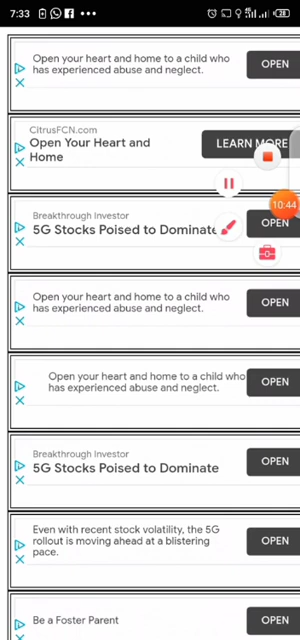 7:33
4G
28
Open your heart and home to a child who
has experienced abuse and neglect.
OPEN
CitrusFCN.com
Open Your Heart and
Home
LEARN MORE
10:44
Breakthrough Investor
5G Stocks Poised to Dominate
OPEN
Open your heart and home to a child who
has experienced abuse and neglect.
OPEN
Open your heart and home to a child who
has experienced abuse and neglect.
OPEN
Breakthrough Investor
5G Stocks Poised to Dominate
OPEN
Even with recent stock volatility, the 5G
rollout is moving ahead at a blistering
pace.
OPEN
Be a Foster Parent
OPEN